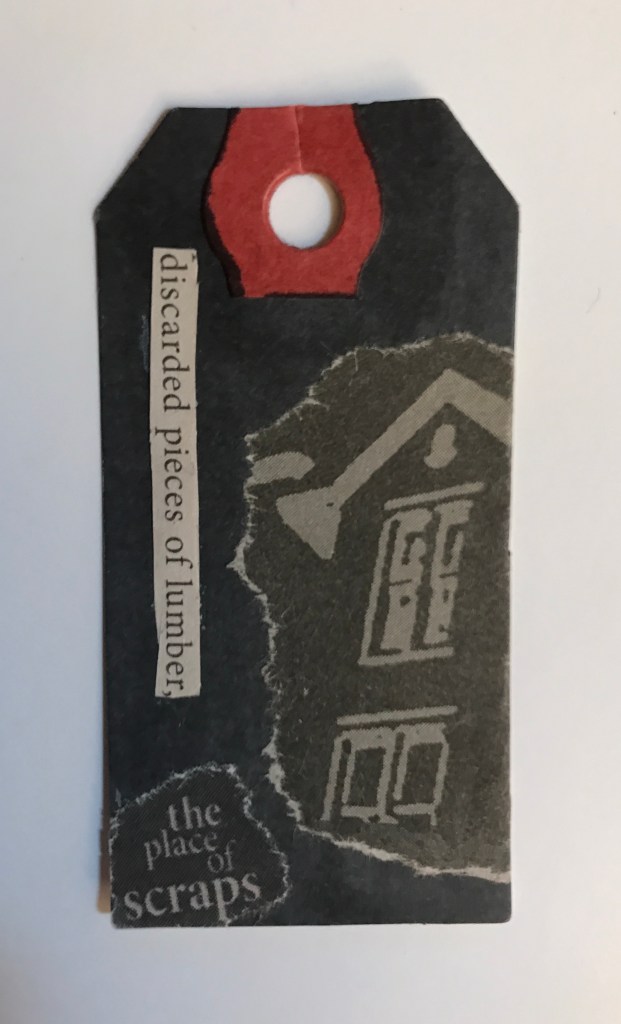 discarded pieces of lumber,
the
place of
scraps